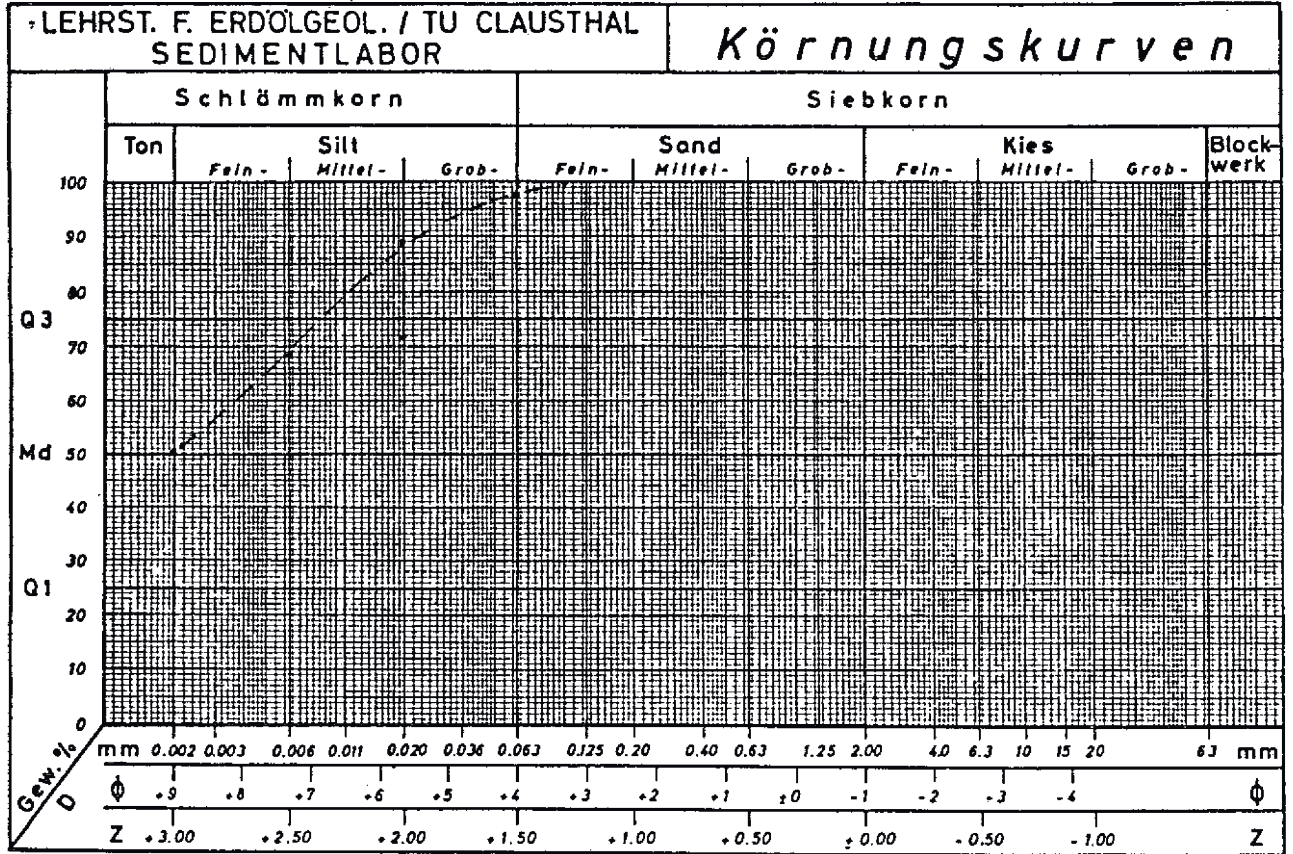 LEHRST. F. ERDÖLGEOL. / TU CLAUSTHAL
SEDIMENTLABOR
Körnungskurven
Schlämmkorn Siebkorn
Ton Silt Sand Kies Block-
werk
Fein- Mittel- Grob- Fein- Mittel- Grob- Fein- Mittel- Grob-
100
90
80
Q3
70
60
Md 50
40
30
Q1
20
10
0
Gew. %
D
mm 0.002 0.003 0.006 0.011 0.020 0.036 0.063 0.125 0.20 0.40 0.63 1.25 2.00 4.0 6.3 10 15 20 63 mm
ϕ +9 +8 +7 +6 +5 +4 +3 +2 +1 ±0 -1 -2 -3 -4 ϕ
Z +3.00 +2.50 +2.00 +1.50 +1.00 +0.50 ±0.00 -0.50 -1.00 Z